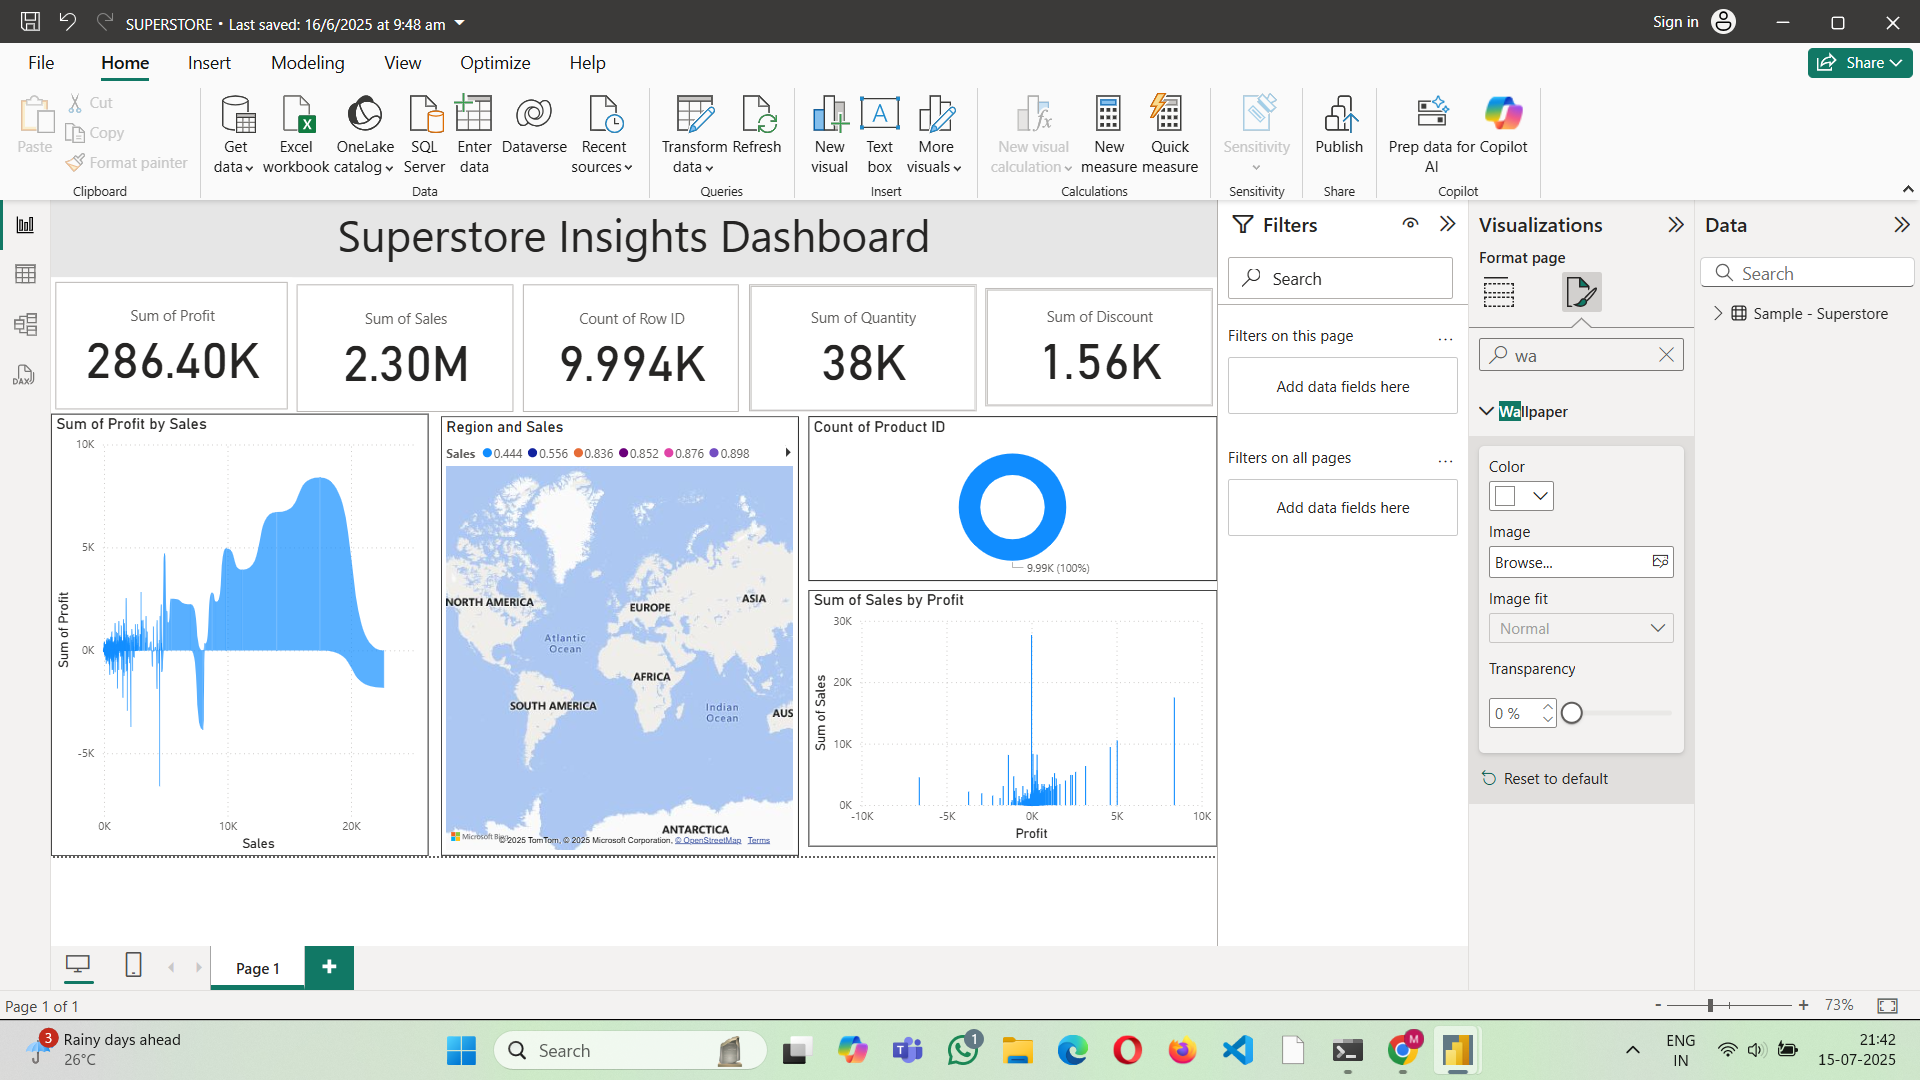 SUPERSTORE • Last saved: 16/6/2025 at 9:48 am
Sign in
File Home Insert Modeling View Optimize Help
Share
Paste
Cut
Copy
Format painter
Clipboard
Get data
Excel workbook
OneLake catalog
SQL Server
Enter data
Dataverse
Recent sources
Data
Transform data
Refresh
Queries
New visual
Text box
More visuals
Insert
New visual calculation
New measure
Quick measure
Calculations
Sensitivity
Sensitivity
Publish
Share
Prep data for AI
Copilot
Copilot
Superstore Insights Dashboard
Sum of Profit
286.40K
Sum of Sales
2.30M
Count of Row ID
9.994K
Sum of Quantity
38K
Sum of Discount
1.56K
Sum of Profit by Sales
10K
5K
0K
-5K
Sum of Profit
0K 10K 20K
Sales
Region and Sales
Sales 0.444 0.556 0.836 0.852 0.876 0.898
NORTH AMERICA
EUROPE
ASIA
Atlantic Ocean
AFRICA
SOUTH AMERICA
Indian Ocean
AUS
ANTARCTICA
Microsoft Bing
©2025 TomTom, © 2025 Microsoft Corporation, © OpenStreetMap Terms
Count of Product ID
9.99K (100%)
Sum of Sales by Profit
30K
20K
10K
0K
Sum of Sales
-10K -5K 0K 5K 10K
Profit
Filters
Search
Filters on this page ...
Add data fields here
Filters on all pages ...
Add data fields here
Visualizations
Format page
wa
Wallpaper
Color
Image
Browse...
Image fit
Normal
Transparency
0 %
Reset to default
Data
Search
Sample - Superstore
DAX
Page 1
+
Page 1 of 1
- + 73%
3
Rainy days ahead
26°C
Search
1
M
ENG
IN
21:42
15-07-2025